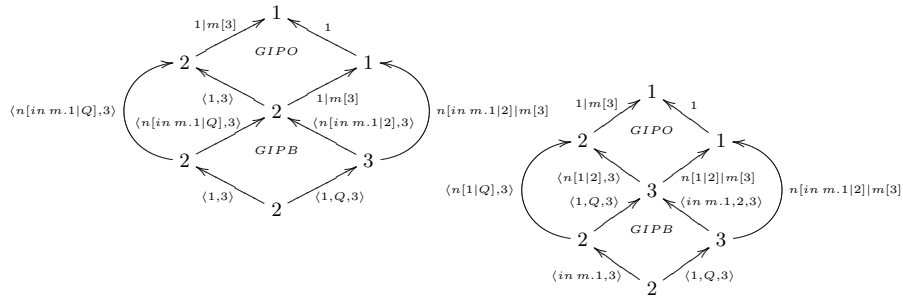 1
1|m[3] 1
GIPO
2 1
⟨n[in m.1|Q],3⟩ ⟨1,3⟩ 2 1|m[3] n[in m.1|2]|m[3]
⟨n[in m.1|Q],3⟩ ⟨n[in m.1|2],3⟩
GIPB
2 3
⟨1,3⟩ ⟨1,Q,3⟩
2
1
1|m[3] 1
GIPO
2 1
⟨n[1|2],3⟩ n[1|2]|m[3]
⟨n[1|Q],3⟩ 3 n[in m.1|2]|m[3]
⟨1,Q,3⟩ ⟨in m.1,2,3⟩
GIPB
2 3
⟨in m.1,3⟩ ⟨1,Q,3⟩
2